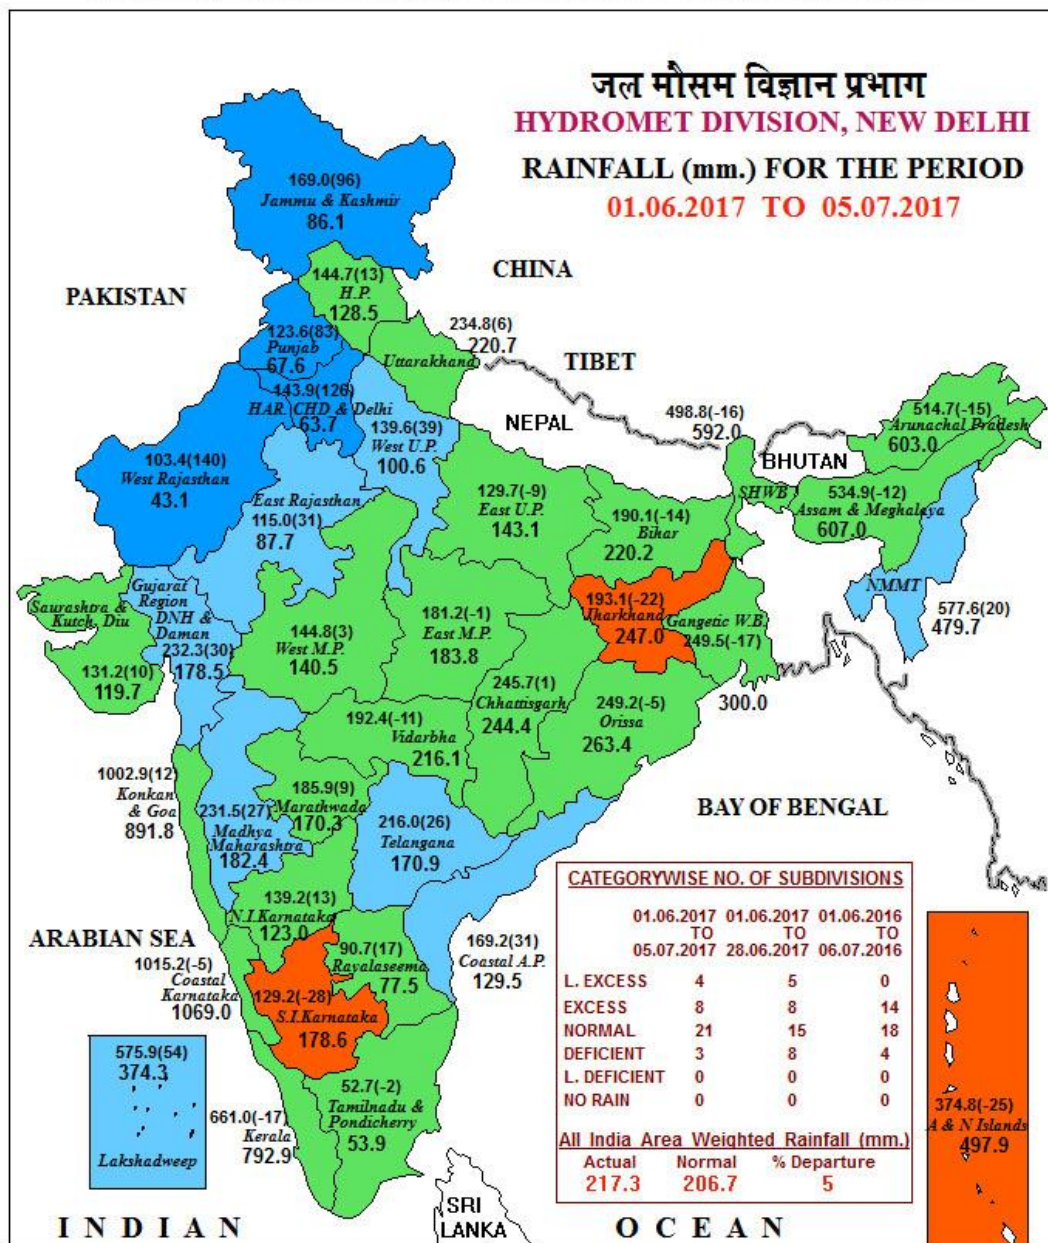 जल मौसम विज्ञान प्रभाग
HYDROMET DIVISION, NEW DELHI
RAINFALL (mm.) FOR THE PERIOD
01.06.2017 TO 05.07.2017
169.0(96)
Jammu & Kashmir
86.1
CHINA
PAKISTAN
144.7(13)
H.P.
128.5
123.6(83)
Punjab
67.6
234.8(6)
220.7
Uttarakhand
TIBET
143.9(126)
HAR. CHD & Delhi
63.7
139.6(39)
West U.P.
100.6
NEPAL
498.8(-16)
592.0
BHUTAN
SHWB
514.7(-15)
Arunachal Pradesh
603.0
103.4(140)
West Rajasthan
43.1
East Rajasthan
115.0(31)
87.7
129.7(-9)
East U.P.
143.1
190.1(-14)
Bihar
220.2
534.9(-12)
Assam & Meghalaya
607.0
NMMT
577.6(20)
479.7
Saurashtra &
Kutch, Diu
131.2(10)
119.7
Gujarat
Region
DNH &
Daman
232.3(30)
178.5
144.8(3)
West M.P.
140.5
181.2(-1)
East M.P.
183.8
193.1(-22)
Jharkhand
247.0
Gangetic W.B.
249.5(-17)
300.0
245.7(1)
Chhattisgarh
244.4
249.2(-5)
Orissa
263.4
192.4(-11)
Vidarbha
216.1
1002.9(12)
Konkan
& Goa
891.8
231.5(27)
Madhya
Maharashtra
182.4
185.9(9)
Marathwada
170.3
216.0(26)
Telangana
170.9
BAY OF BENGAL
139.2(13)
N.I.Karnataka
123.0
ARABIAN SEA
1015.2(-5)
Coastal
Karnataka
1069.0
90.7(17)
Rayalaseema
77.5
169.2(31)
Coastal A.P.
129.5
129.2(-28)
S.I.Karnataka
178.6
575.9(54)
374.3
Lakshadweep
661.0(-17)
Kerala
792.9
52.7(-2)
Tamilnadu &
Pondicherry
53.9
CATEGORYWISE NO. OF SUBDIVISIONS
01.06.2017 01.06.2017 01.06.2016
TO TO TO
05.07.2017 28.06.2017 06.07.2016
L. EXCESS 4 5 0
EXCESS 8 8 14
NORMAL 21 15 18
DEFICIENT 3 8 4
L. DEFICIENT 0 0 0
NO RAIN 0 0 0
All India Area Weighted Rainfall (mm.)
Actual Normal % Departure
217.3 206.7 5
374.8(-25)
A & N Islands
497.9
SRI
LANKA
INDIAN OCEAN